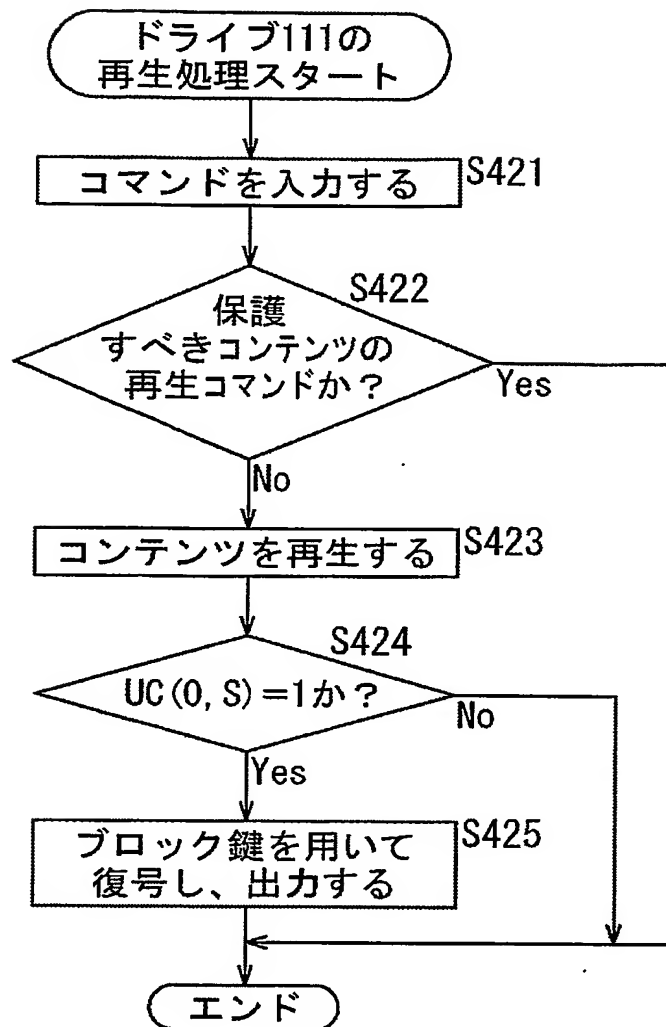 ドライブ111の
再生処理スタート
コマンドを入力する
S421
S422
保護
すべきコンテンツの
再生コマンドか?
Yes
No
コンテンツを再生する
S423
S424
UC(0,S)=1か?
No
Yes
ブロック鍵を用いて
復号し、出力する
S425
エンド